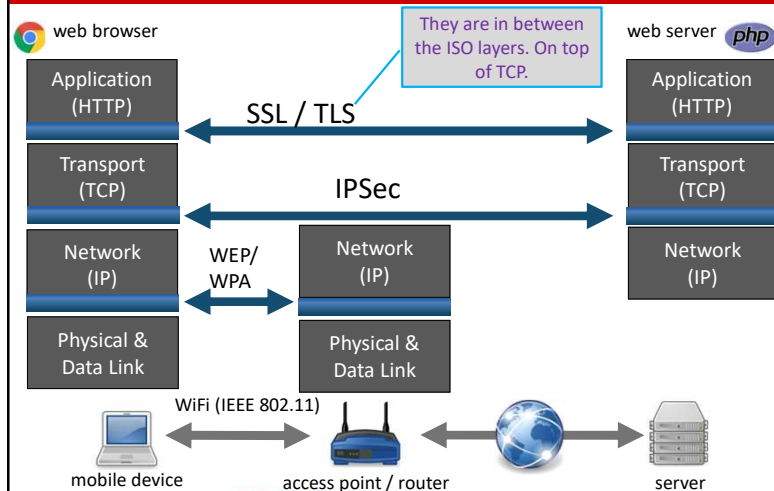 web browser
They are in between
the ISO layers. On top
of TCP.
web server
php
Application
(HTTP)
SSL / TLS
Application
(HTTP)
Transport
(TCP)
IPSec
Transport
(TCP)
Network
(IP)
WEP/
WPA
Network
(IP)
Network
(IP)
Physical &
Data Link
Physical &
Data Link
WiFi (IEEE 802.11)
mobile device
access point / router
server